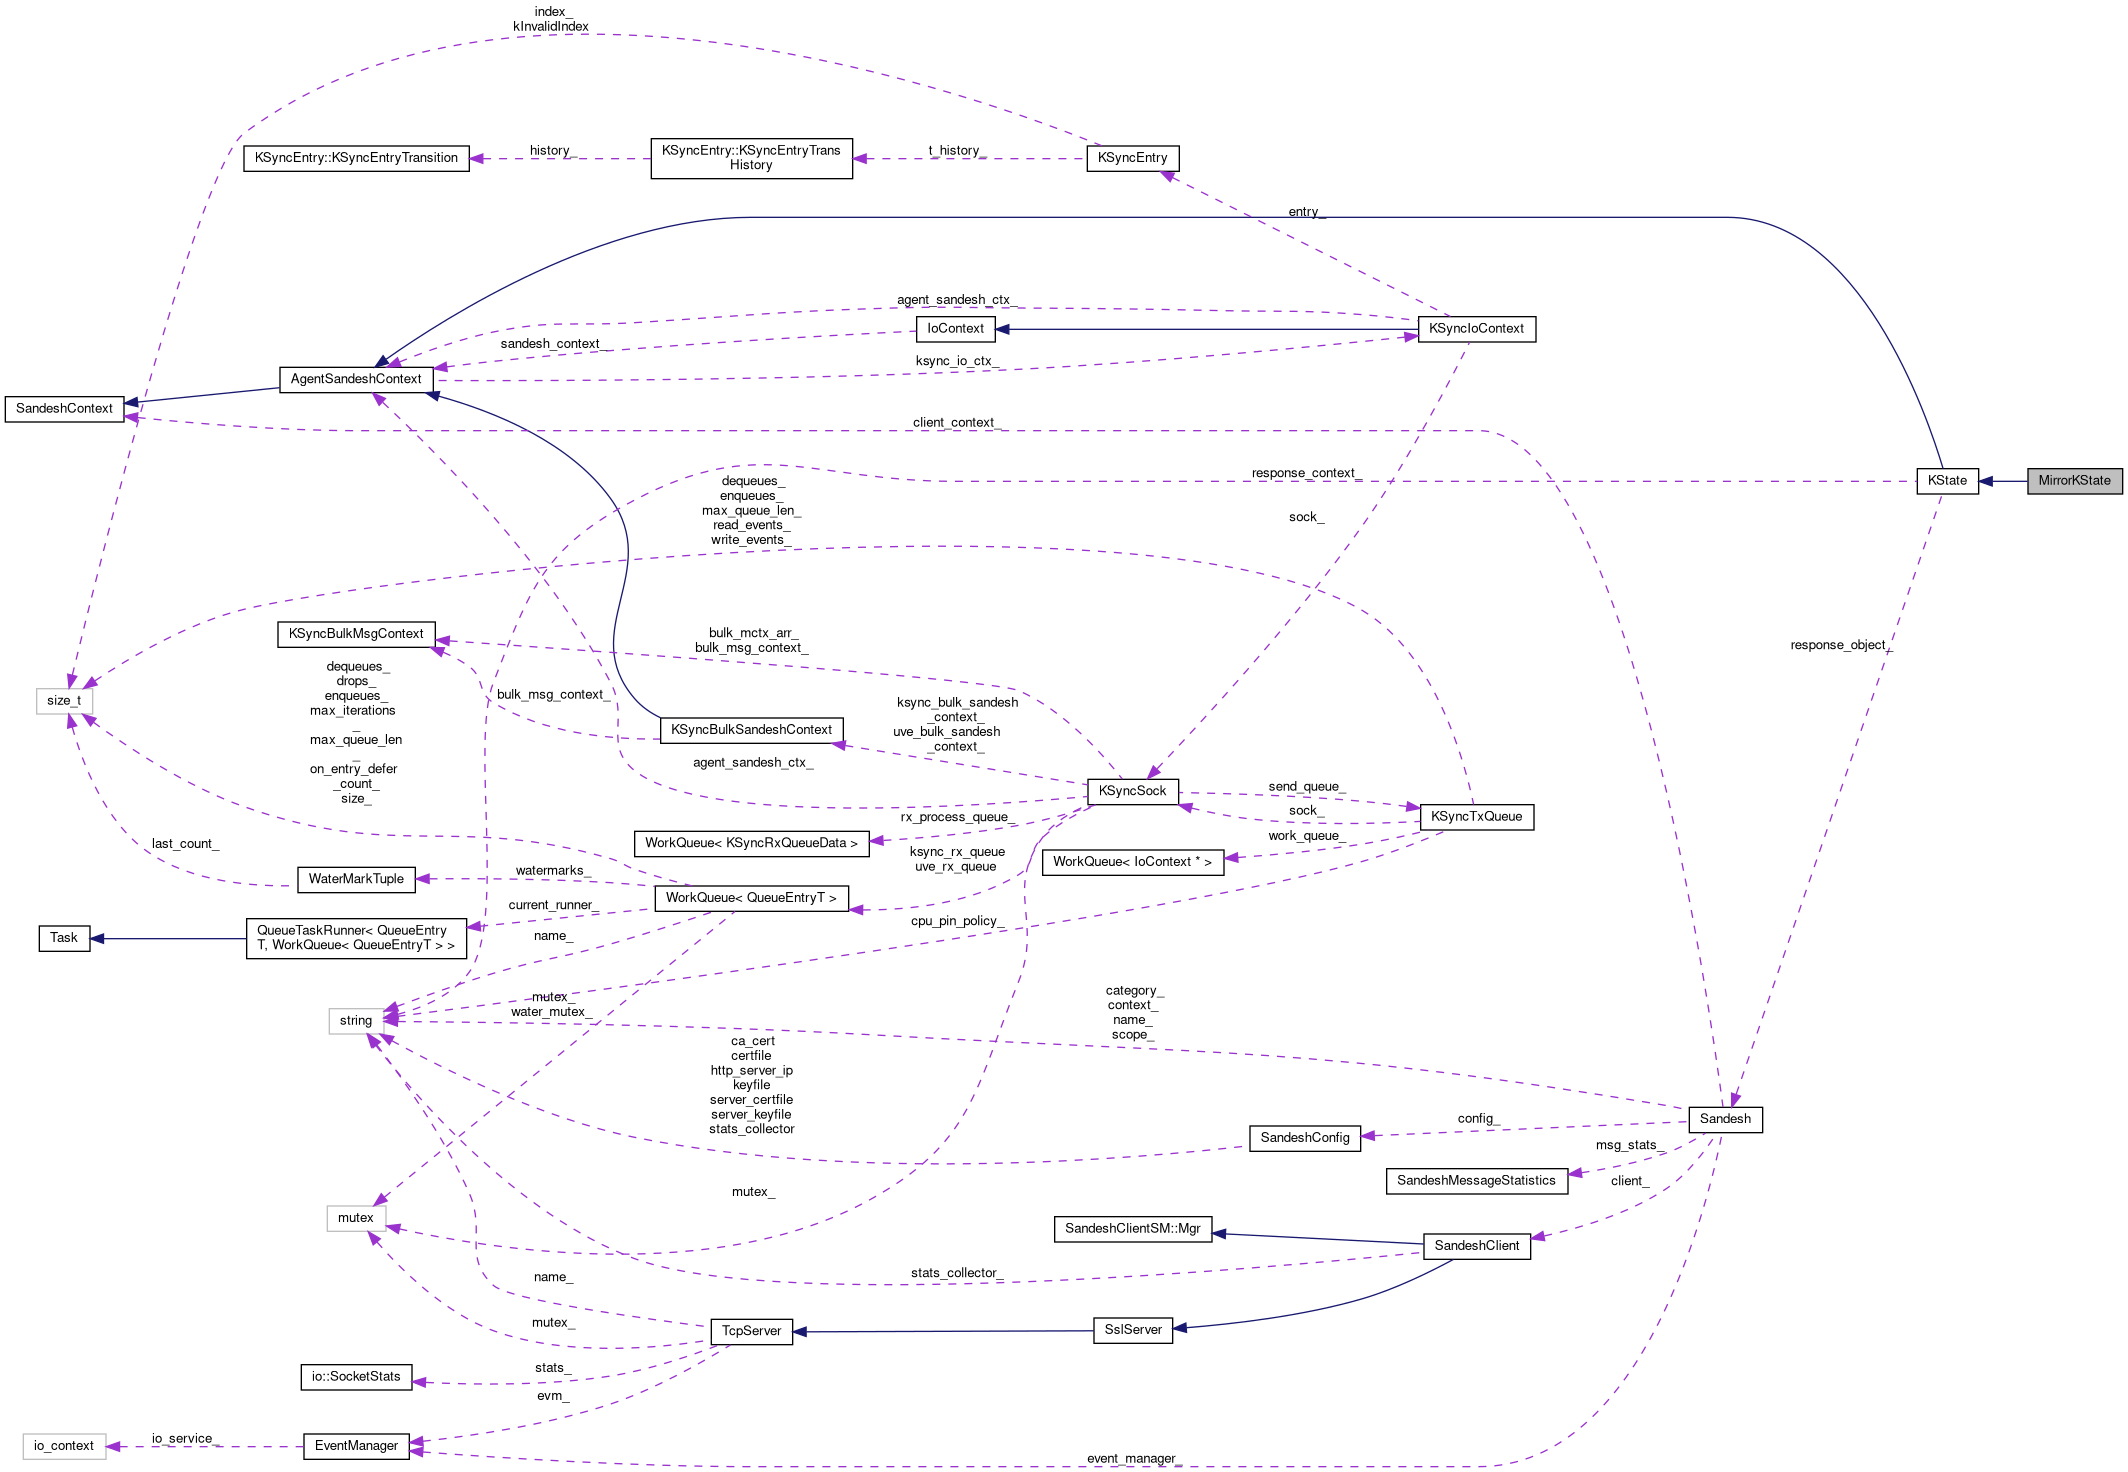 index_
kInvalidIndex
KSyncEntry::KSyncEntryTransition
history_
KSyncEntry::KSyncEntryTrans
History
t_history_
KSyncEntry
entry_
agent_sandesh_ctx_
IoContext
KSyncIoContext
sandesh_context_
ksync_io_ctx_
AgentSandeshContext
SandeshContext
client_context_
response_context_
KState
MirrorKState
dequeues_
enqueues_
max_queue_len_
read_events_
write_events_
sock_
KSyncBulkMsgContext
bulk_mctx_arr_
bulk_msg_context_
response_object_
dequeues_
drops_
enqueues_
max_iterations
_
max_queue_len
_
on_entry_defer
_count_
size_
size_t
bulk_msg_context_
KSyncBulkSandeshContext
ksync_bulk_sandesh
_context_
uve_bulk_sandesh
_context_
agent_sandesh_ctx_
KSyncSock
send_queue_
sock_
KSyncTxQueue
rx_process_queue_
work_queue_
WorkQueue< KSyncRxQueueData >
last_count_
ksync_rx_queue
uve_rx_queue
WorkQueue< IoContext * >
WaterMarkTuple
watermarks_
WorkQueue< QueueEntryT >
current_runner_
cpu_pin_policy_
Task
QueueTaskRunner< QueueEntry
T, WorkQueue< QueueEntryT > >
name_
mutex_
water_mutex_
string
category_
context_
name_
scope_
ca_cert
certfile
http_server_ip
keyfile
server_certfile
server_keyfile
stats_collector
Sandesh
config_
SandeshConfig
msg_stats_
SandeshMessageStatistics
client_
mutex_
mutex
SandeshClientSM::Mgr
SandeshClient
stats_collector_
name_
mutex_
TcpServer
SslServer
io::SocketStats
stats_
evm_
io_context
io_service_
EventManager
event_manager_